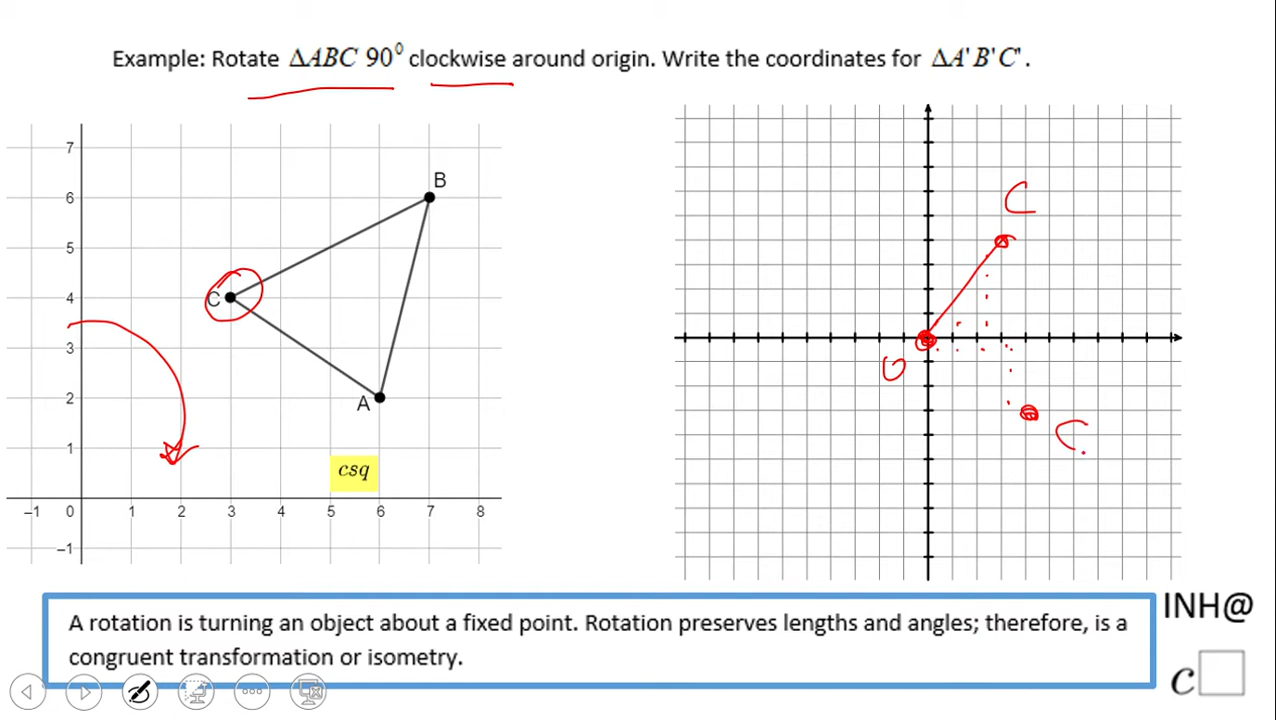 Example: Rotate ΔABC 90⁰ clockwise around origin. Write the coordinates for ΔA'B'C'.
7
B
6
5
C 4
3
A 2
1
csq
−1 0 1 2 3 4 5 6 7 8
−1
C
O
C'
A rotation is turning an object about a fixed point. Rotation preserves lengths and angles; therefore, is a
congruent transformation or isometry.
INH@
c